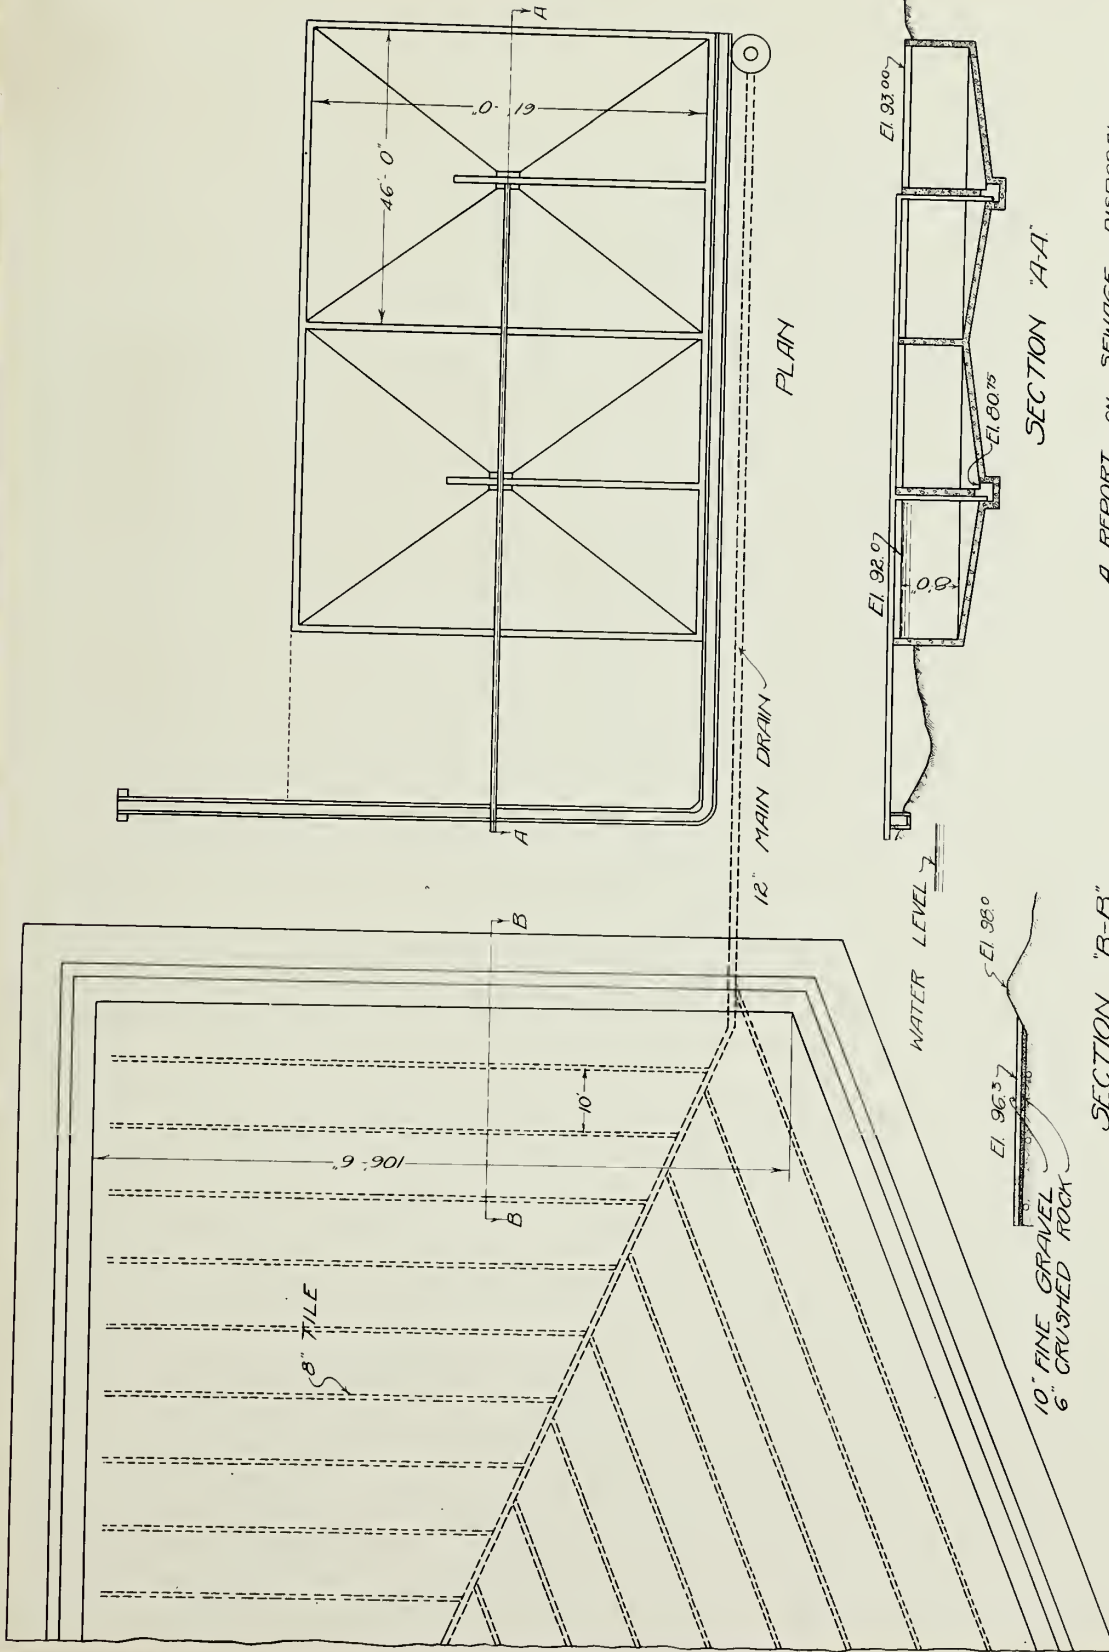 A
46'-0"
61'-0"
A
PLAN
12" MAIN DRAIN
B
B
10'
106'-6"
8" TILE
El. 93.00
El. 92.0
8'0"
El. 80.75
SECTION "A-A"
WATER LEVEL
El. 98.0
El. 96.5
10" FINE GRAVEL
6" CRUSHED ROCK
SECTION "B-B"
A REPORT ON SEWAGE DISPOSAL